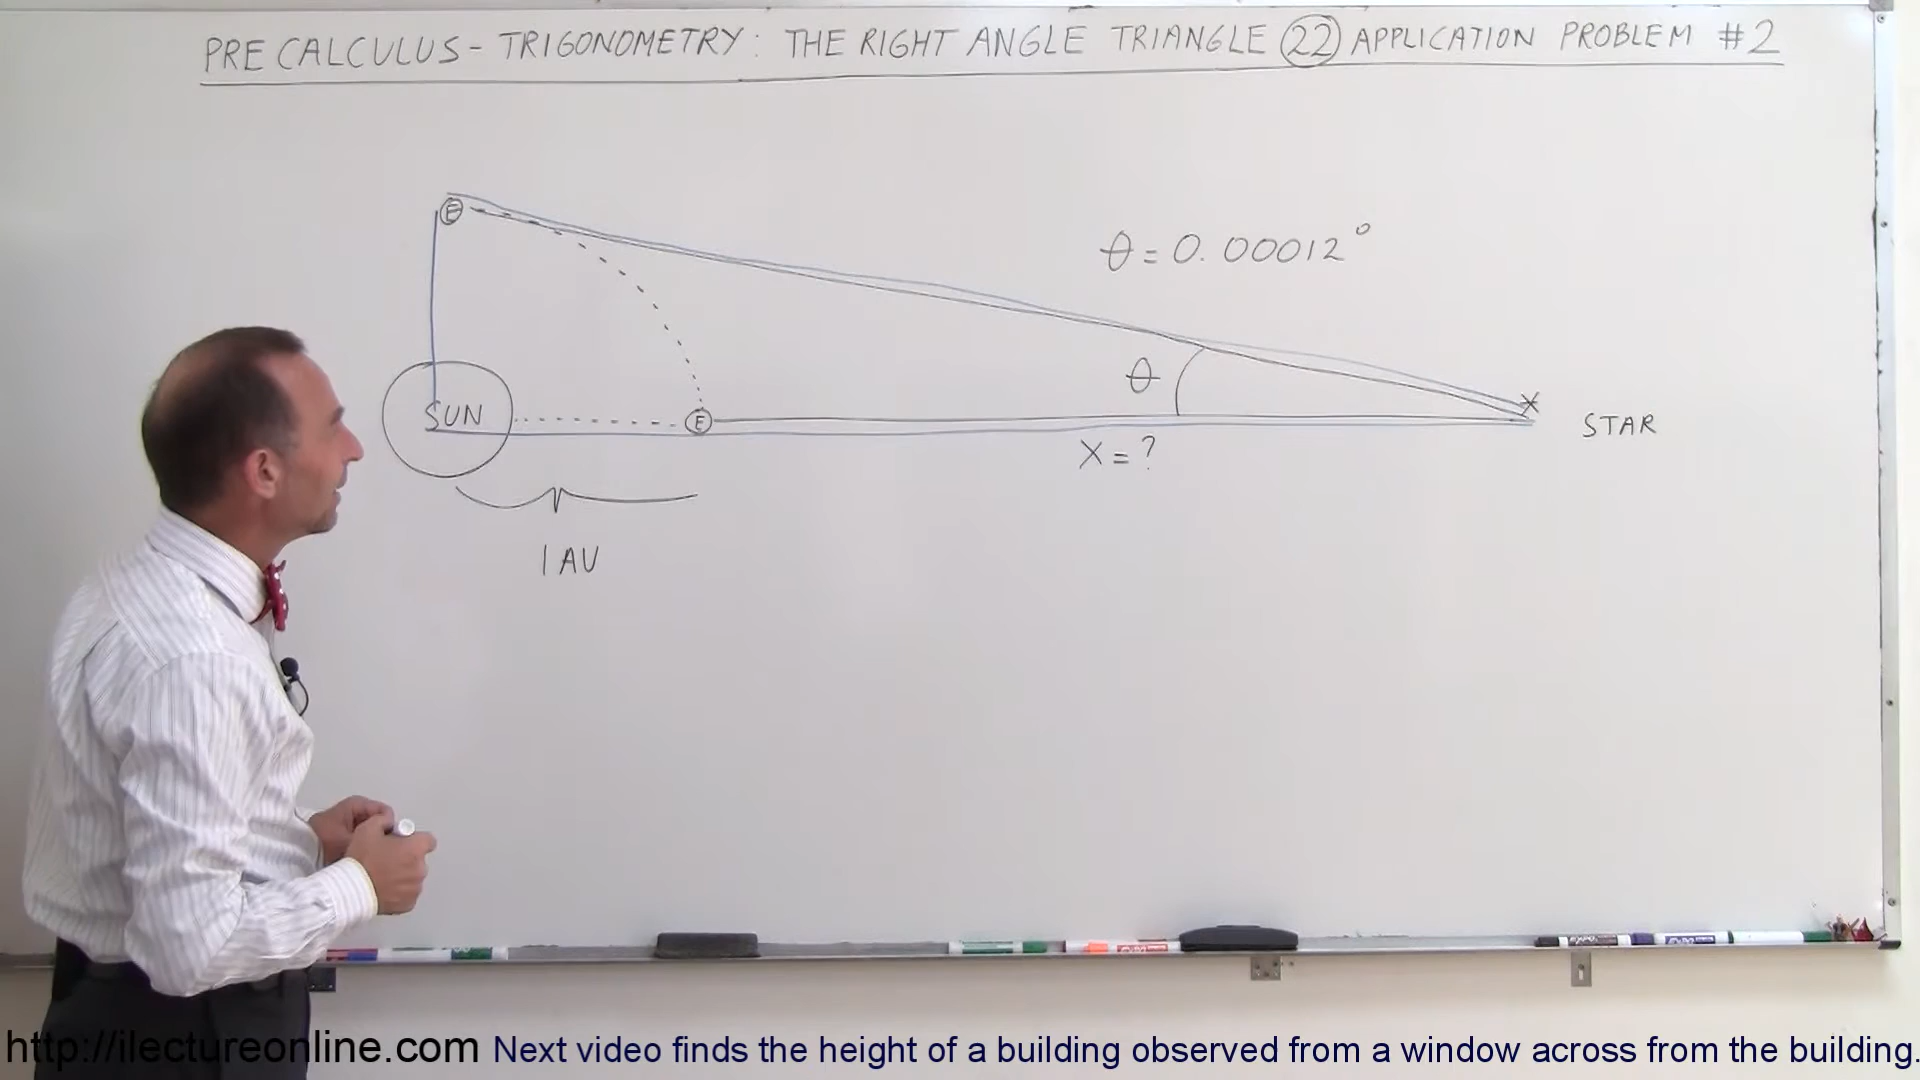 PRE CALCULUS - TRIGONOMETRY: THE RIGHT ANGLE TRIANGLE 22 APPLICATION PROBLEM #2
E
θ = 0.00012°
θ
SUN
E
X
STAR
X = ?
1 AU
http://ilectureonline.com Next video finds the height of a building observed from a window across from the building.